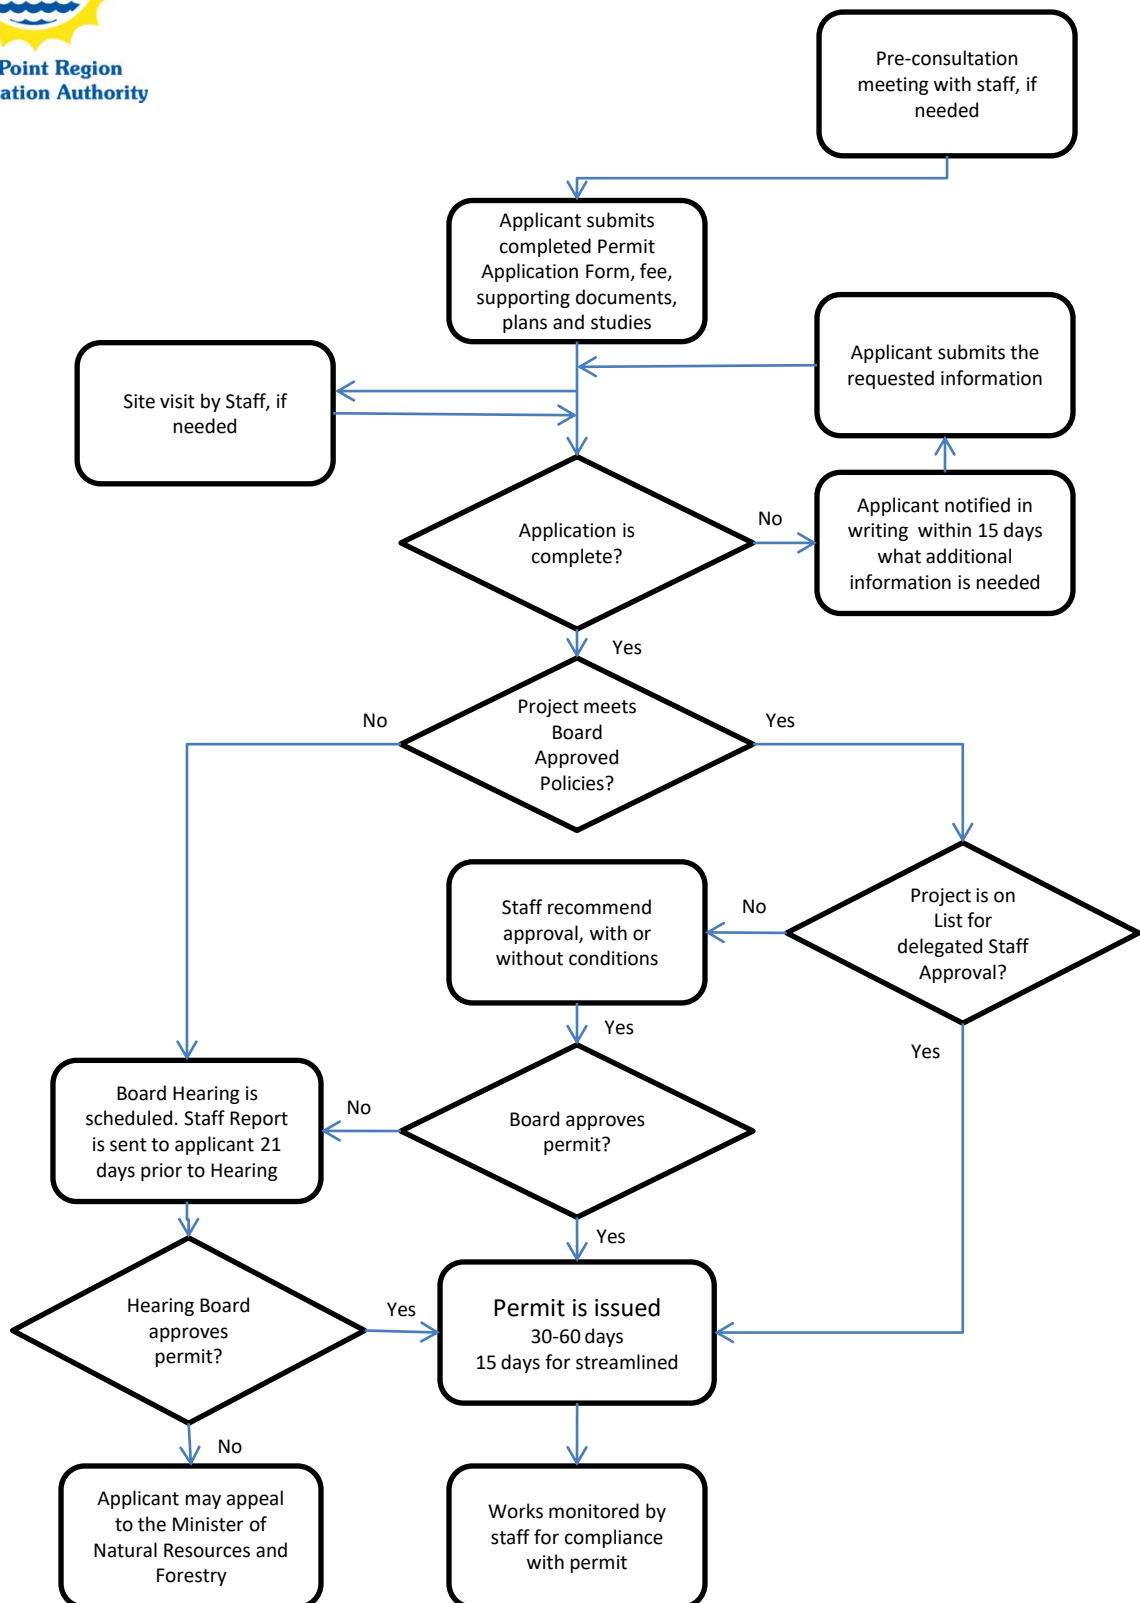 Point Region
ation Authority
Pre-consultation
meeting with staff, if
needed
Applicant submits
completed Permit
Application Form, fee,
supporting documents,
plans and studies
Applicant submits the
requested information
Site visit by Staff, if
needed
Application is
complete?
No
Applicant notified in
writing within 15 days
what additional
information is needed
Yes
Project meets
Board
Approved
Policies?
No
Yes
Project is on
List for
delegated Staff
Approval?
No
Staff recommend
approval, with or
without conditions
Yes
Yes
Board Hearing is
scheduled. Staff Report
is sent to applicant 21
days prior to Hearing
No
Board approves
permit?
Yes
Hearing Board
approves
permit?
Yes
Permit is issued
30-60 days
15 days for streamlined
No
Applicant may appeal
to the Minister of
Natural Resources and
Forestry
Works monitored by
staff for compliance
with permit